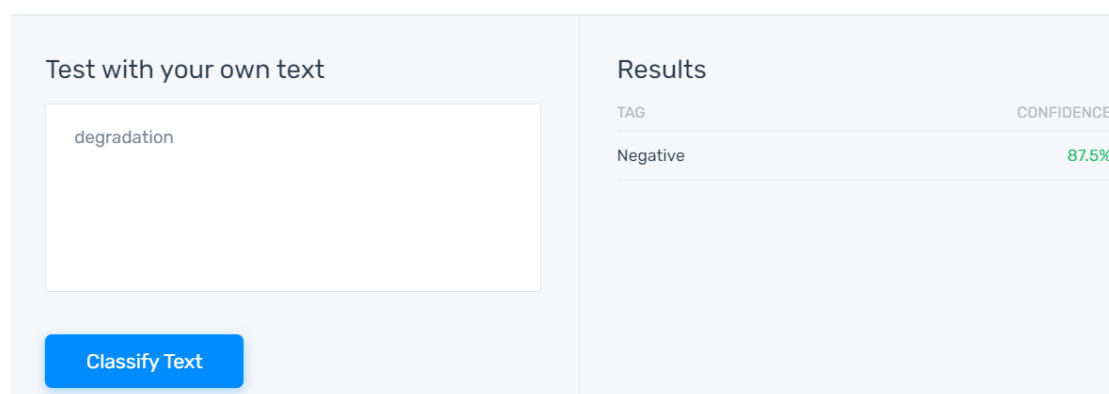 Test with your own text
degradation
Classify Text
Results
TAG CONFIDENCE
Negative 87.5%